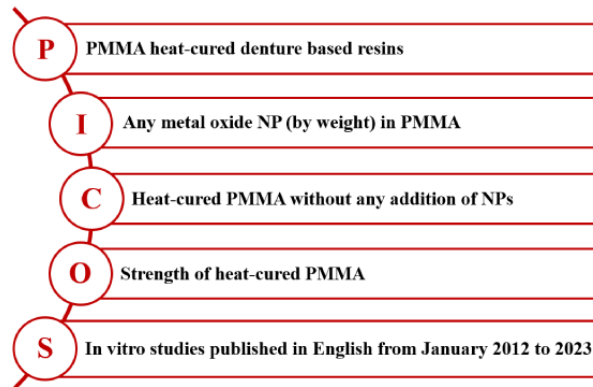 P PMMA heat-cured denture based resins
I Any metal oxide NP (by weight) in PMMA
C Heat-cured PMMA without any addition of NPs
O Strength of heat-cured PMMA
S In vitro studies published in English from January 2012 to 2023